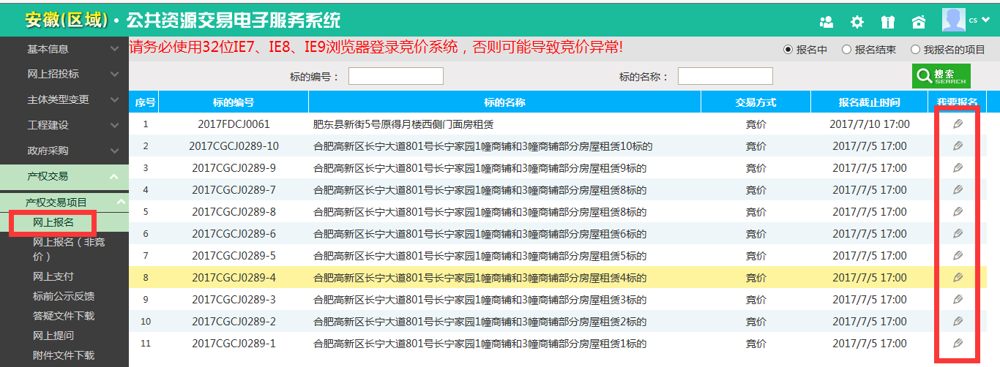 安徽(区域)·公共资源交易电子服务系统
cs
基本信息
网上招投标
主体类型变更
工程建设
政府采购
产权交易
产权交易项目
网上报名
网上报名（非竞
价）
网上支付
标前公示反馈
答疑文件下载
网上提问
附件文件下载
请务必使用32位IE7、IE8、IE9浏览器登录竞价系统，否则可能导致竞价异常!
报名中 报名结束 我报名的项目
标的编号： 标的名称： 搜索 SEARCH
序号 标的编号 标的名称 交易方式 报名截止时间 我要报名
1 2017FDCJ0061 肥东县新街5号原得月楼西侧门面房租赁 竞价 2017/7/10 17:00
2 2017CGCJ0289-10 合肥高新区长宁大道801号长宁家园1幢商铺和3幢商铺部分房屋租赁10标的 竞价 2017/7/5 17:00
3 2017CGCJ0289-9 合肥高新区长宁大道801号长宁家园1幢商铺和3幢商铺部分房屋租赁9标的 竞价 2017/7/5 17:00
4 2017CGCJ0289-7 合肥高新区长宁大道801号长宁家园1幢商铺和3幢商铺部分房屋租赁8标的 竞价 2017/7/5 17:00
5 2017CGCJ0289-8 合肥高新区长宁大道801号长宁家园1幢商铺和3幢商铺部分房屋租赁8标的 竞价 2017/7/5 17:00
6 2017CGCJ0289-6 合肥高新区长宁大道801号长宁家园1幢商铺和3幢商铺部分房屋租赁6标的 竞价 2017/7/5 17:00
7 2017CGCJ0289-5 合肥高新区长宁大道801号长宁家园1幢商铺和3幢商铺部分房屋租赁5标的 竞价 2017/7/5 17:00
8 2017CGCJ0289-4 合肥高新区长宁大道801号长宁家园1幢商铺和3幢商铺部分房屋租赁4标的 竞价 2017/7/5 17:00
9 2017CGCJ0289-3 合肥高新区长宁大道801号长宁家园1幢商铺和3幢商铺部分房屋租赁3标的 竞价 2017/7/5 17:00
10 2017CGCJ0289-2 合肥高新区长宁大道801号长宁家园1幢商铺和3幢商铺部分房屋租赁2标的 竞价 2017/7/5 17:00
11 2017CGCJ0289-1 合肥高新区长宁大道801号长宁家园1幢商铺和3幢商铺部分房屋租赁1标的 竞价 2017/7/5 17:00